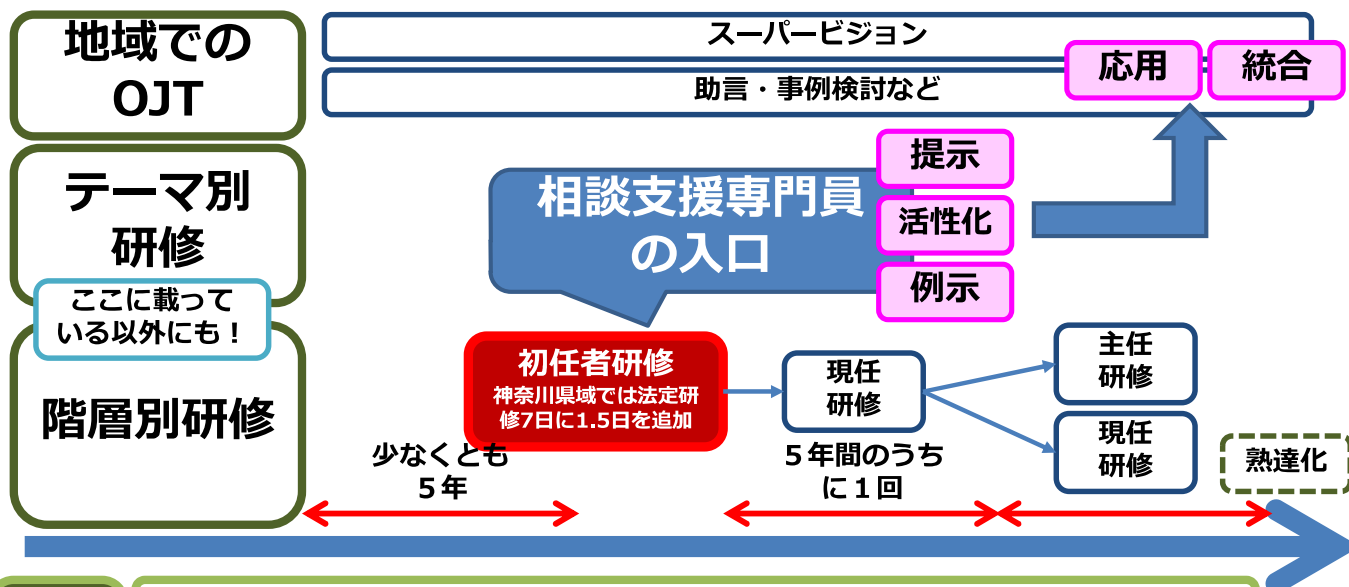 地域での
OJT
スーパービジョン
助言・事例検討など
応用
統合
テーマ別
研修
ここに載って
いる以外にも！
相談支援専門員
の入口
提示
活性化
例示
階層別研修
初任者研修
神奈川県域では法定研
修7日に1.5日を追加
現任
研修
主任
研修
現任
研修
熟達化
少なくとも
５年
５年間のうち
に１回